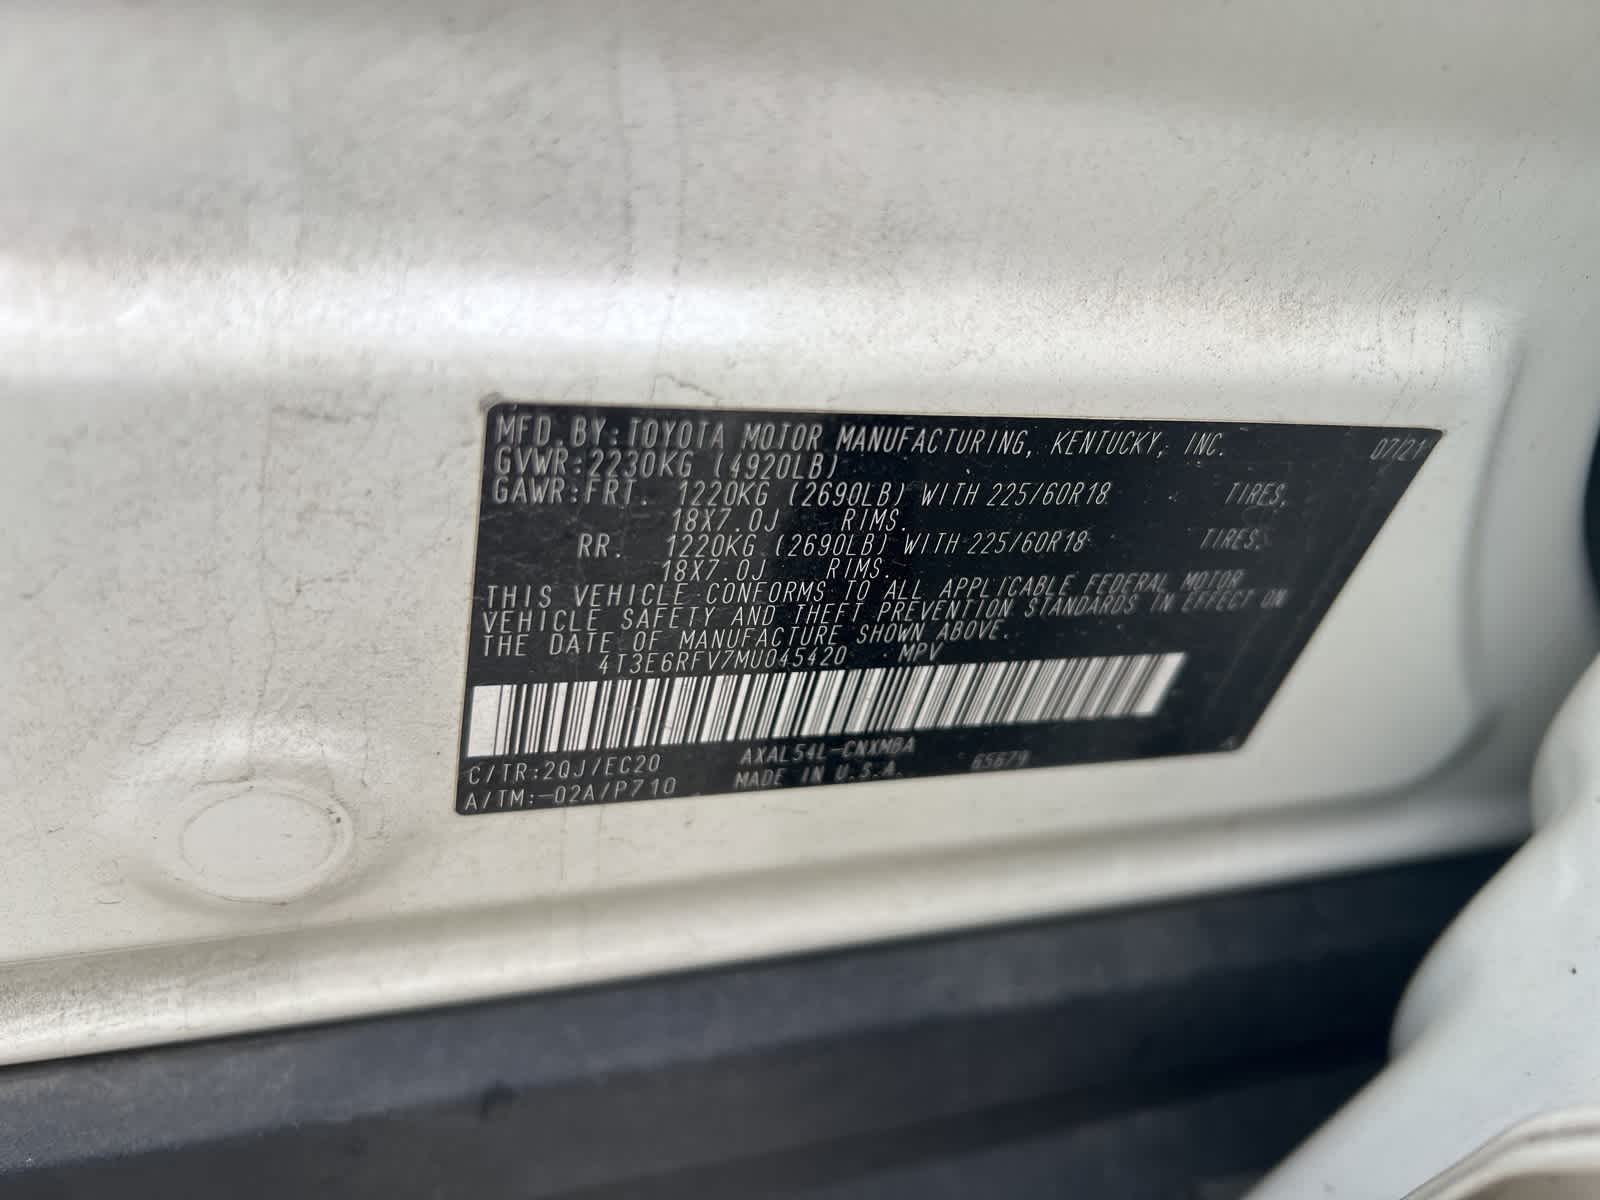 MFD.BY:TOYOTA MOTOR MANUFACTURING, KENTUCKY, INC. 07/21
GVWR:2230KG (4920LB)
GAWR:FRT. 1220KG (2690LB) WITH 225/60R18 TIRES,
18X7.0J RIMS.
RR. 1220KG (2690LB) WITH 225/60R18 TIRES,
18X7.0J RIMS.
THIS VEHICLE CONFORMS TO ALL APPLICABLE FEDERAL MOTOR
VEHICLE SAFETY AND THEFT PREVENTION STANDARDS IN EFFECT ON
THE DATE OF MANUFACTURE SHOWN ABOVE.
4T3E6RFV7MU045420 MPV
C/TR:2QJ/EC20 AXAL54L-CNXMBA 65679
A/TM:-02A/P710 MADE IN U.S.A.